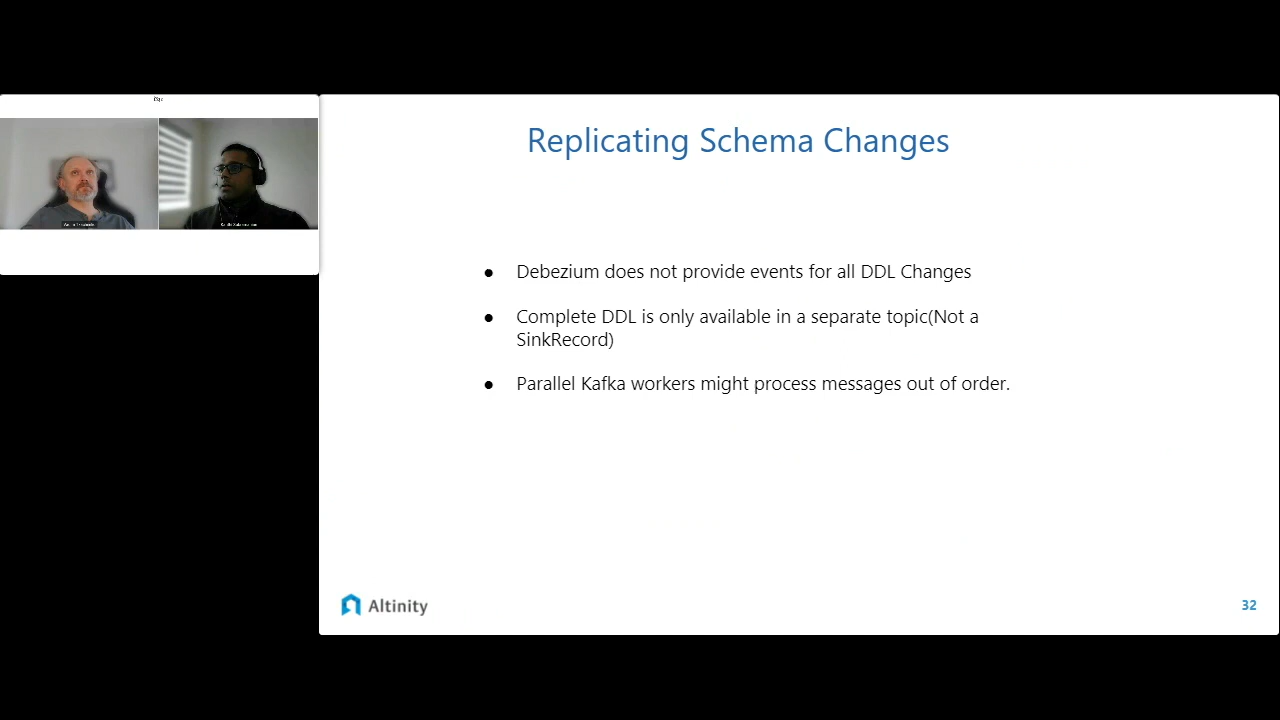 Replicating Schema Changes
● Debezium does not provide events for all DDL Changes
● Complete DDL is only available in a separate topic(Not a
SinkRecord)
● Parallel Kafka workers might process messages out of order.
Altinity
32